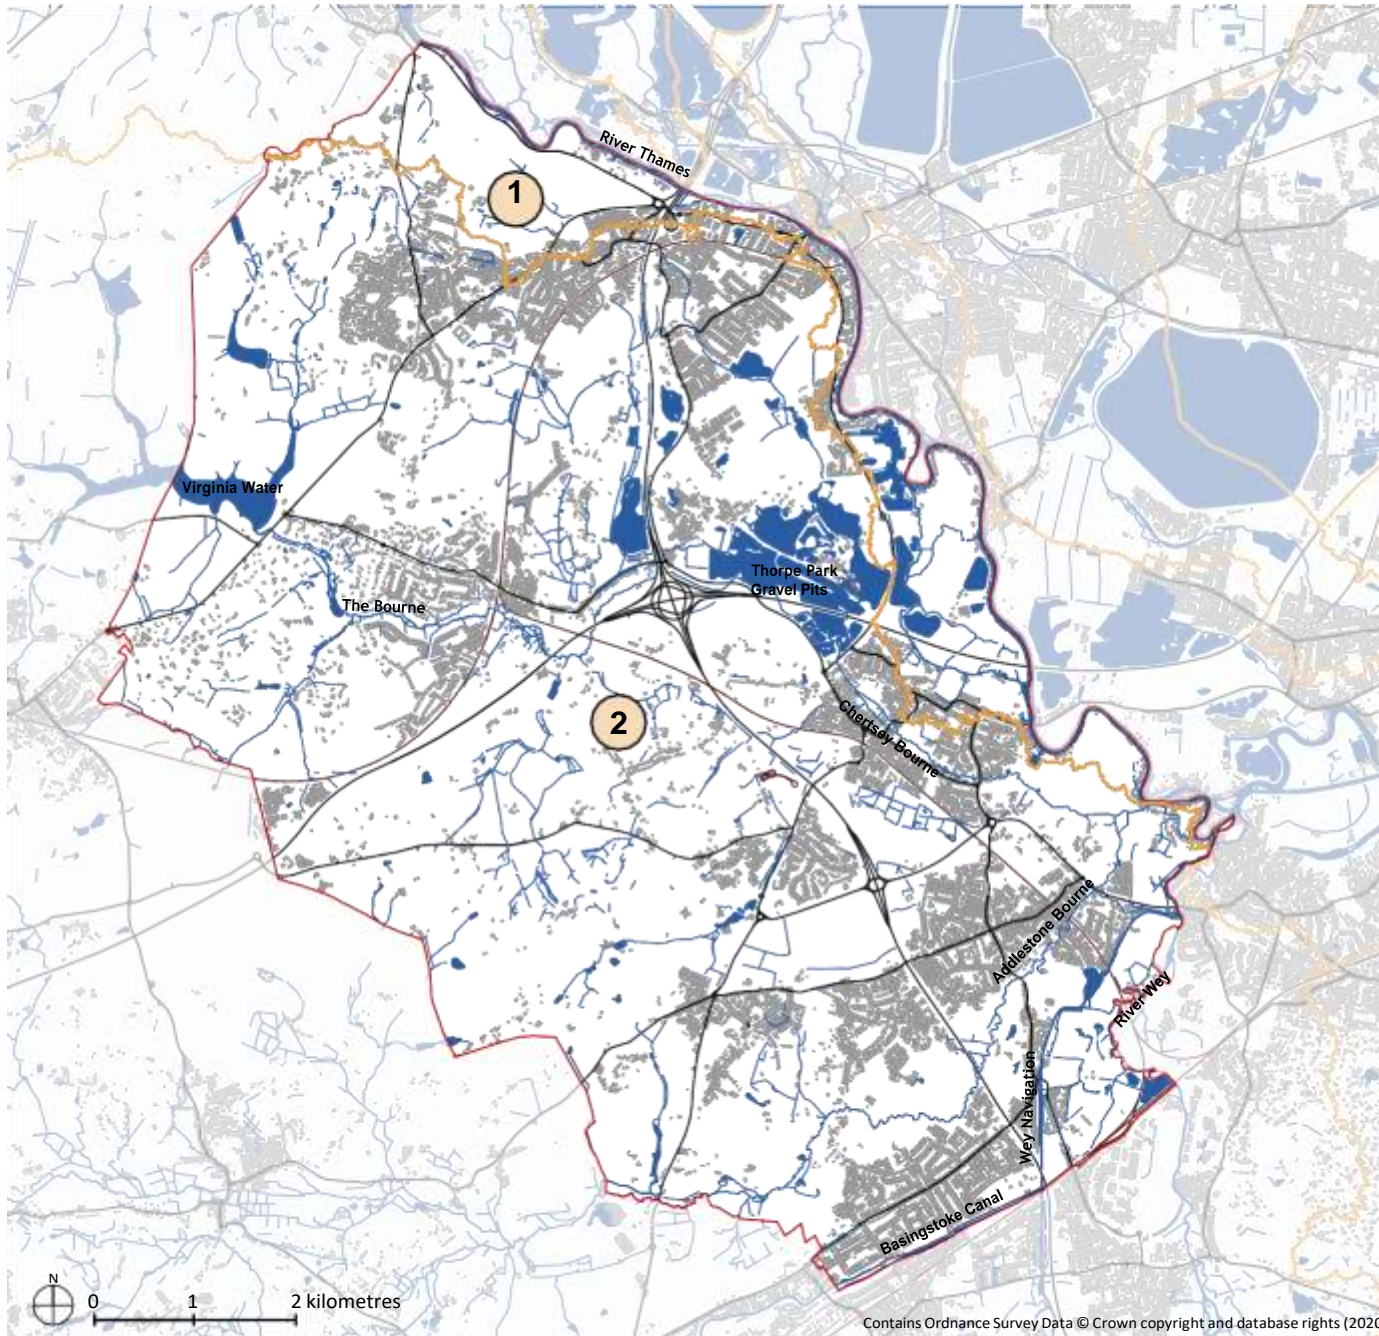 River Thames
1
Virginia Water
Thorpe Park
Gravel Pits
The Bourne
2
Chertsey Bourne
Addlestone Bourne
River Wey
Wey Navigation
Basingstoke Canal
N
0 1 2 kilometres
Contains Ordnance Survey Data © Crown copyright and database rights (2020